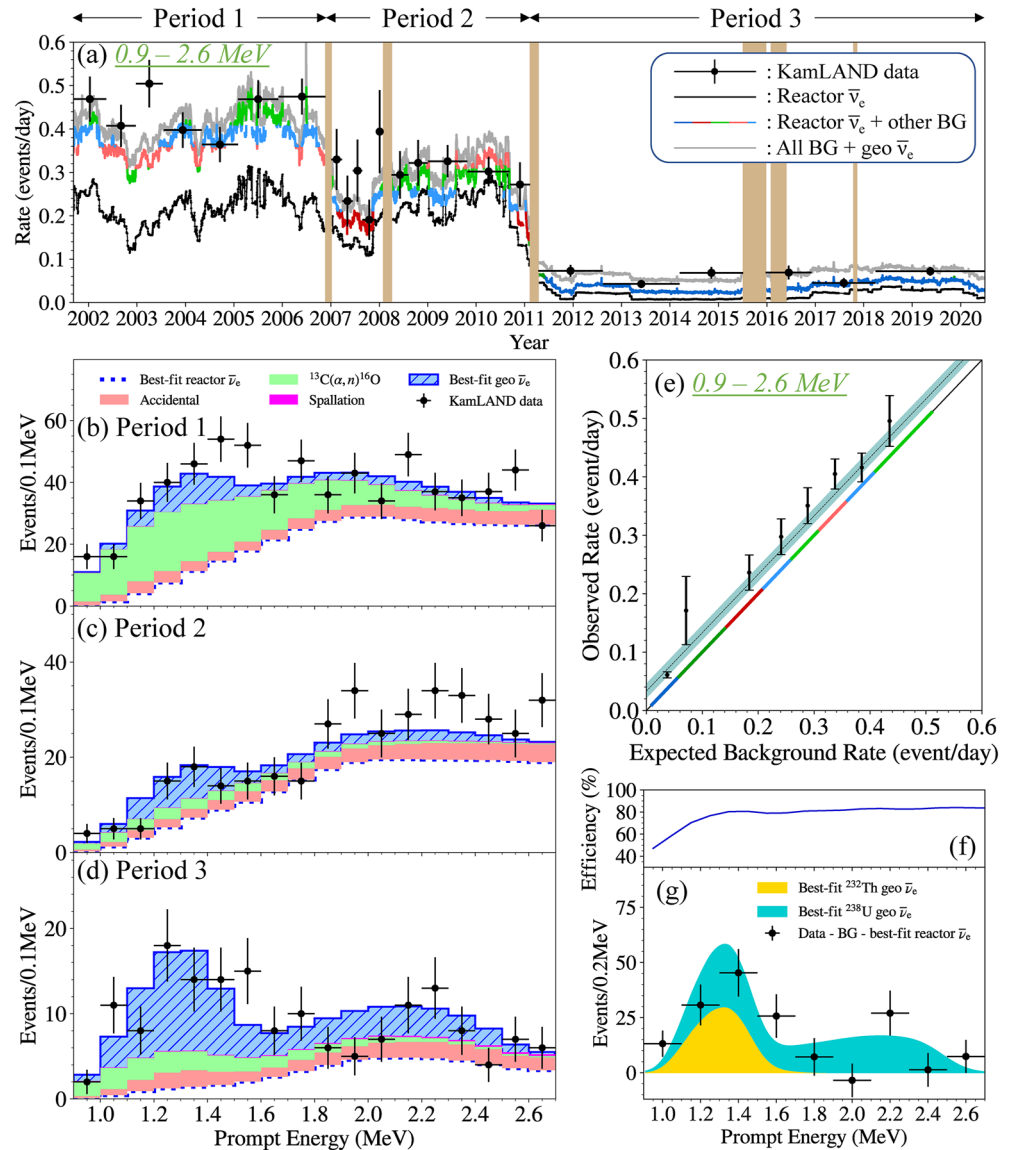 Period 1 Period 2 Period 3
(a) 0.9 – 2.6 MeV
: KamLAND data
: Reactor ν̅e
: Reactor ν̅e + other BG
: All BG + geo ν̅e
Rate (events/day)
0.6
0.5
0.4
0.3
0.2
0.1
0.0
2002 2003 2004 2005 2006 2007 2008 2009 2010 2011 2012 2013 2014 2015 2016 2017 2018 2019 2020
Year
Best-fit reactor ν̅e
Accidental
¹³C(α, n)¹⁶O
Spallation
Best-fit geo ν̅e
KamLAND data
(b) Period 1
Events/0.1MeV
60
40
20
0
(c) Period 2
Events/0.1MeV
40
20
0
(d) Period 3
Events/0.1MeV
20
10
0
1.0 1.2 1.4 1.6 1.8 2.0 2.2 2.4 2.6
Prompt Energy (MeV)
(e) 0.9 – 2.6 MeV
Observed Rate (event/day)
0.6
0.5
0.4
0.3
0.2
0.1
0.0
0.0 0.1 0.2 0.3 0.4 0.5 0.6
Expected Background Rate (event/day)
Efficiency (%)
100
80
60
40
(f)
(g)
Best-fit ²³²Th geo ν̅e
Best-fit ²³⁸U geo ν̅e
Data - BG - best-fit reactor ν̅e
Events/0.2MeV
75
50
25
0
1.0 1.2 1.4 1.6 1.8 2.0 2.2 2.4 2.6
Prompt Energy (MeV)